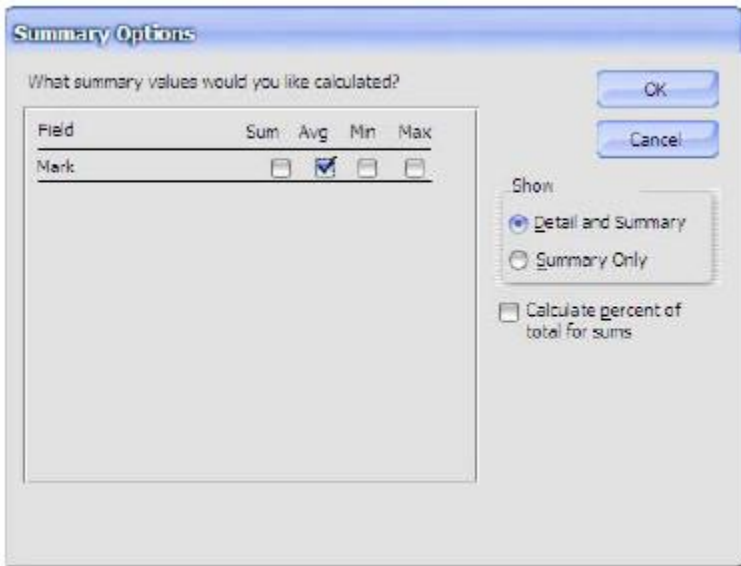 Summary Options
What summary values would you like calculated?
OK
Field Sum Avg Min Max
Cancel
Mark
Show
Detail and Summary
Summary Only
Calculate percent of
total for sums